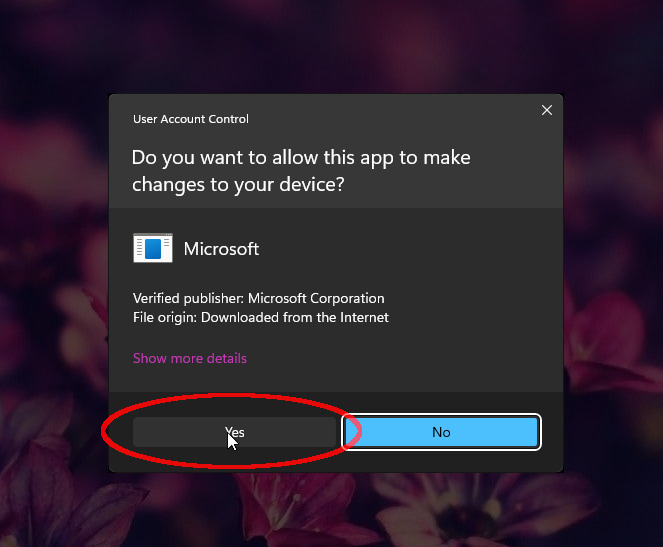 User Account Control
Do you want to allow this app to make
changes to your device?
Microsoft
Verified publisher: Microsoft Corporation
File origin: Downloaded from the Internet
Show more details
Yes
No